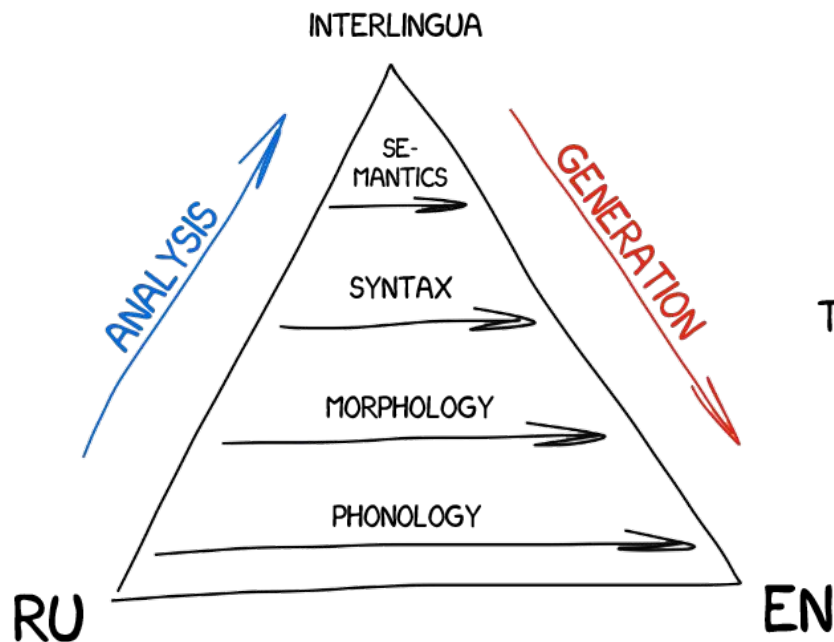 INTERLINGUA
SE-
MANTICS
ANALYSIS
GENERATION
SYNTAX
MORPHOLOGY
PHONOLOGY
RU
EN
T